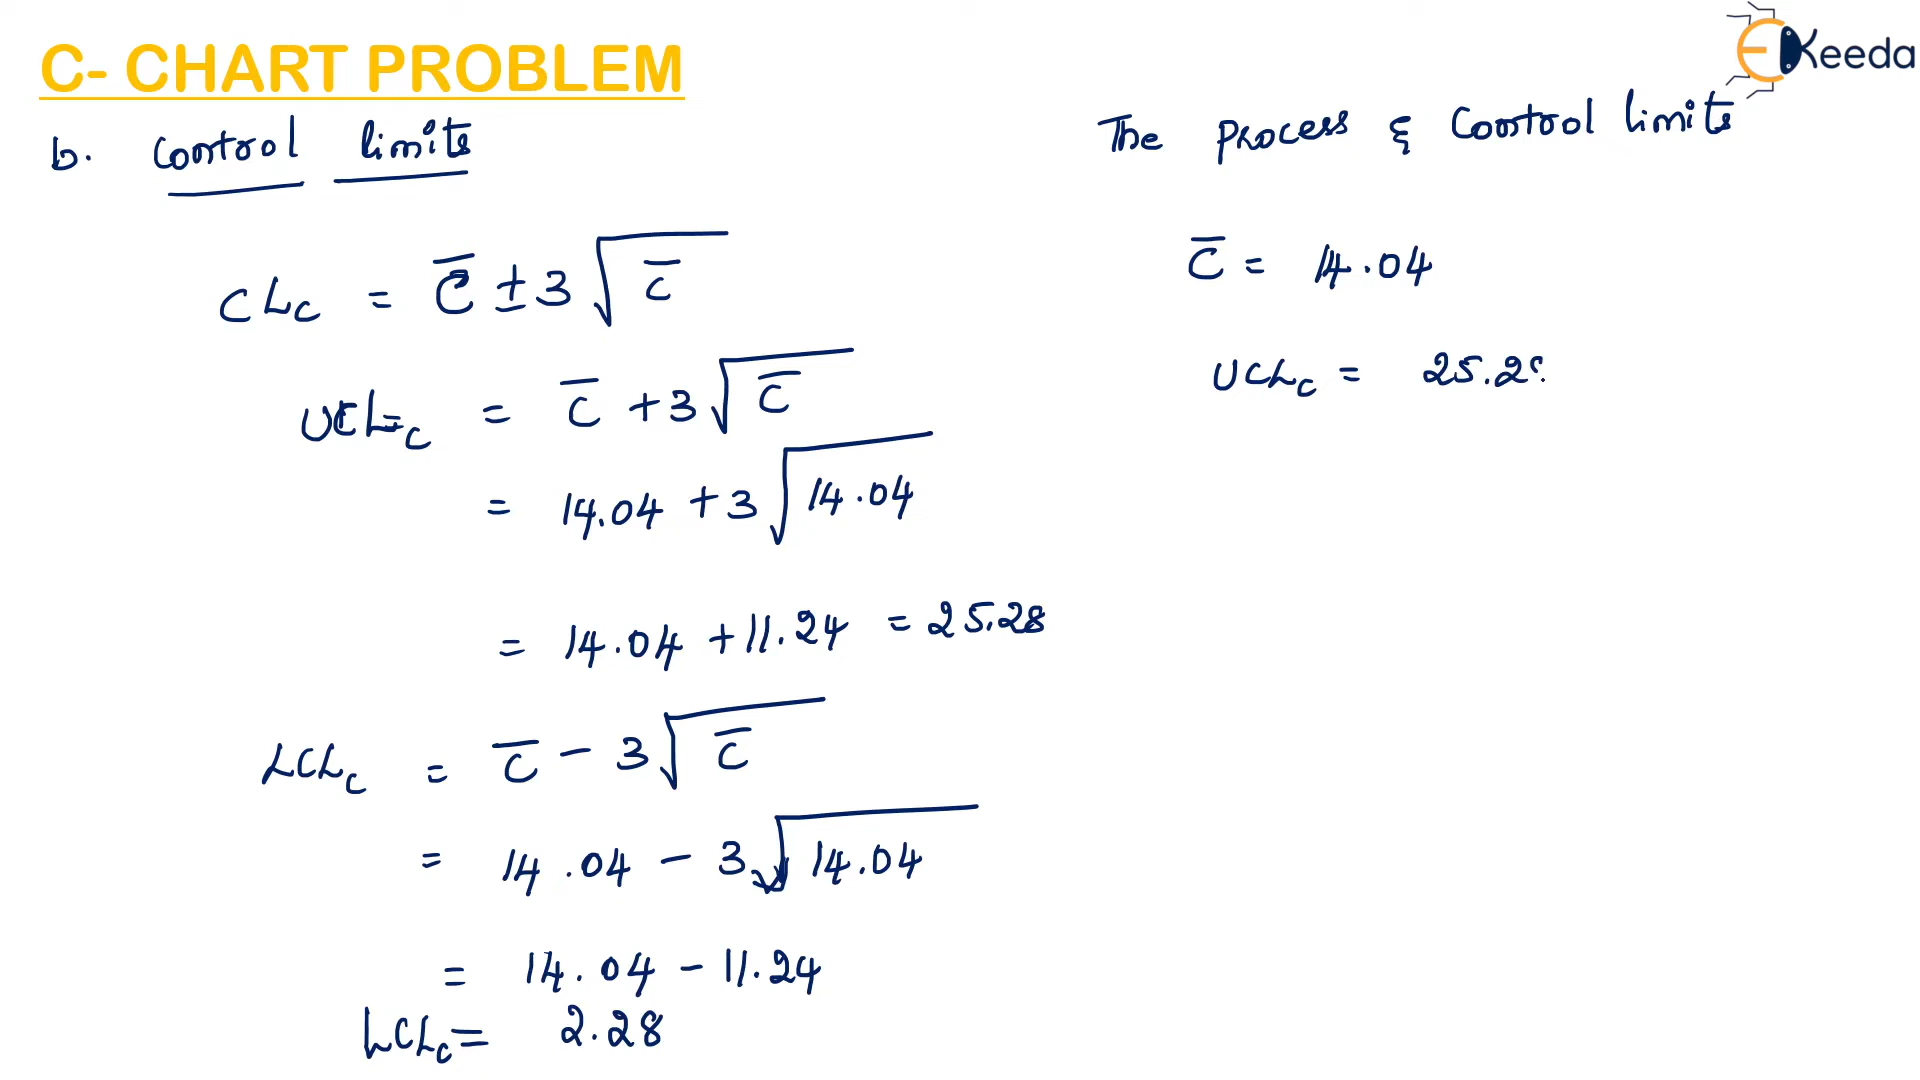 C- CHART PROBLEM
EKeeda
b. Control limits
CLc = C̅ ± 3√C̅
UCLc = C̅ + 3√C̅
= 14.04 + 3√14.04
= 14.04 + 11.24 = 25.28
LCLc = C̅ - 3√C̅
= 14.04 - 3√14.04
= 14.04 - 11.24
LCLc = 2.28
The Process & Control limits
C̅ = 14.04
UCLc = 25.2